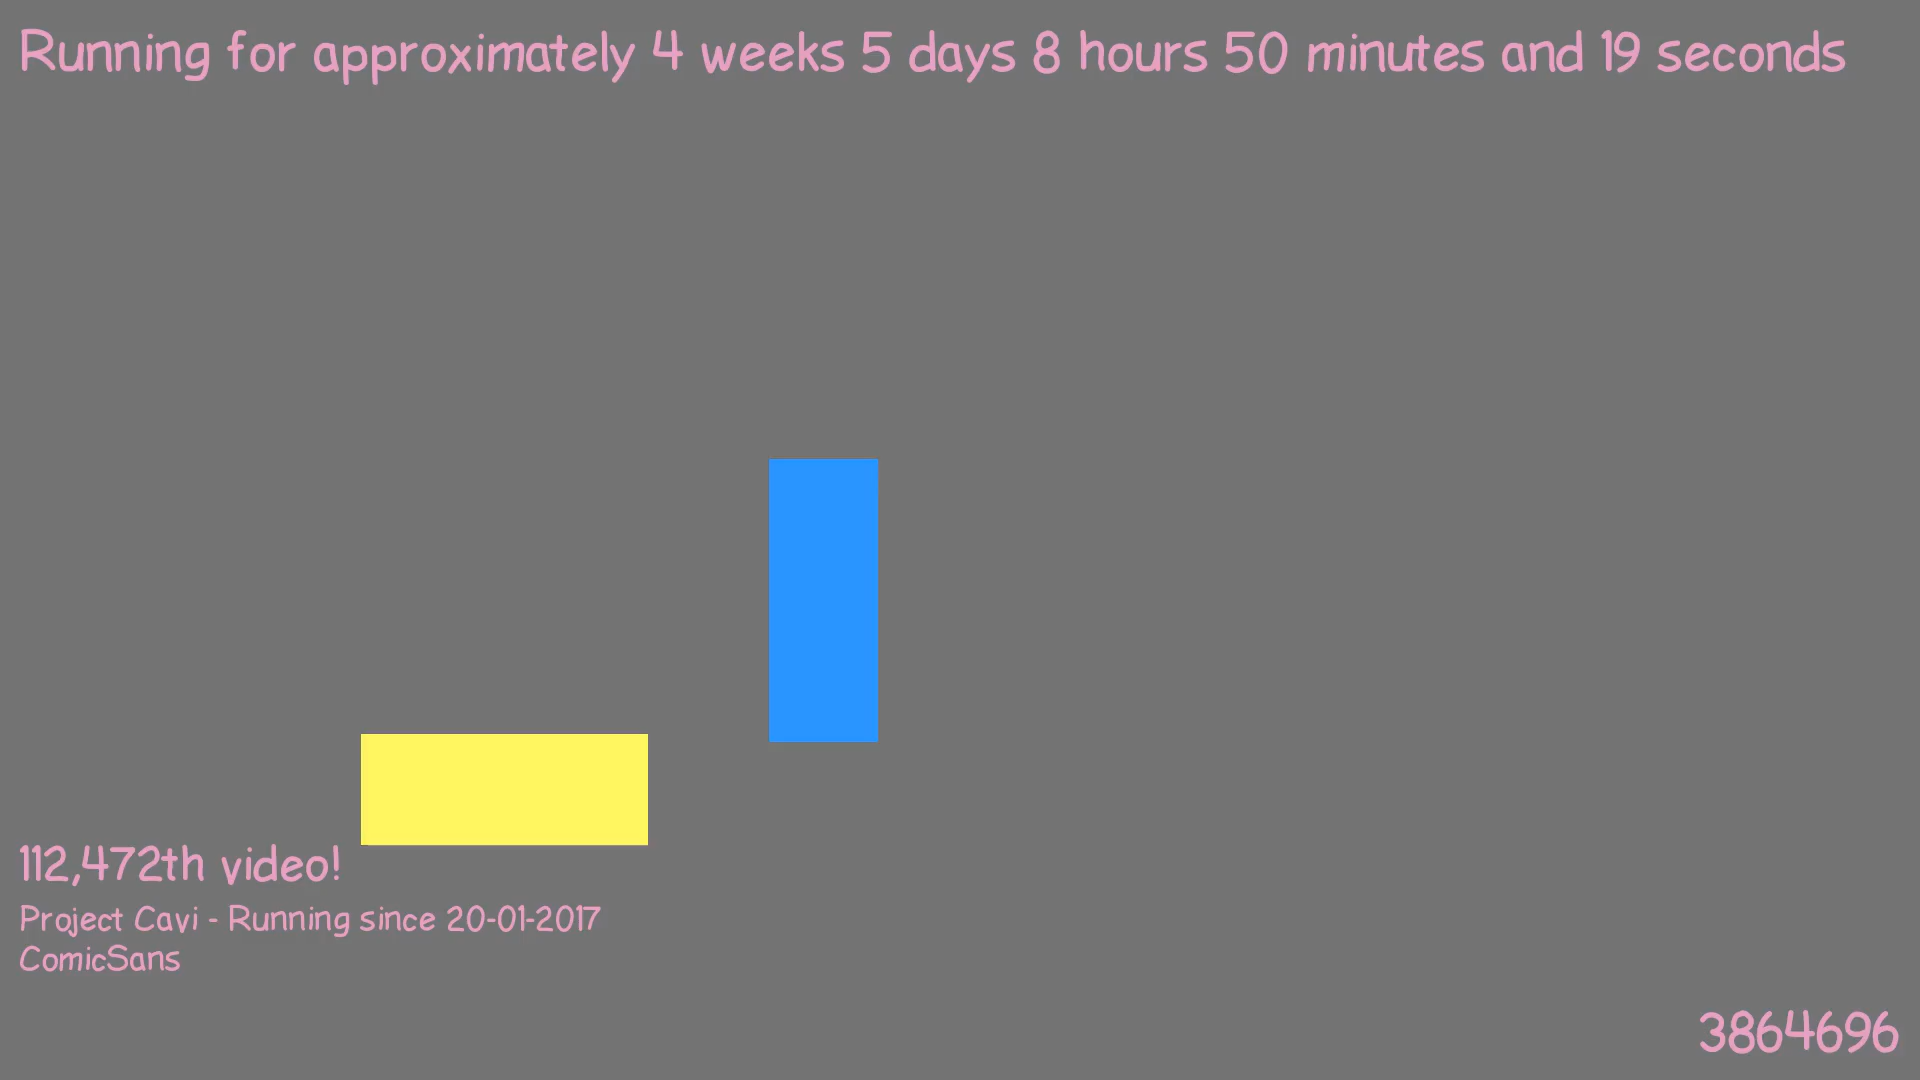 Running for approximately 4 weeks 5 days 8 hours 50 minutes and 19 seconds
112,472th video!
Project Cavi - Running since 20-01-2017
ComicSans
3864696